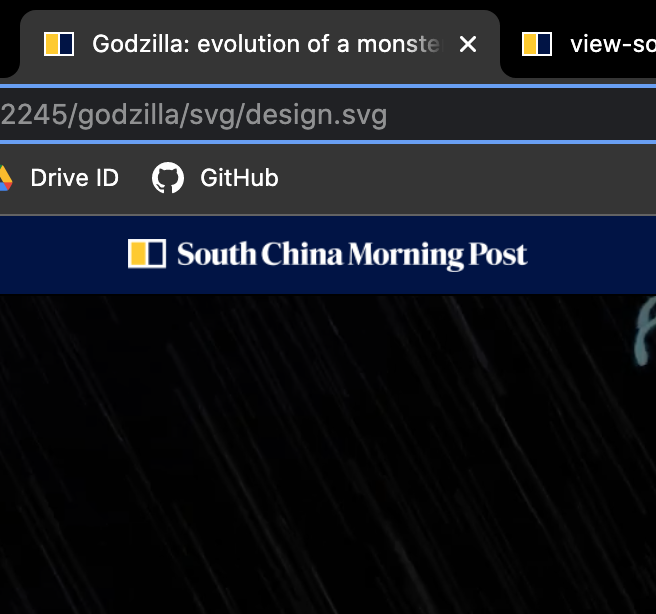 Godzilla: evolution of a monste
view-so
2245/godzilla/svg/design.svg
Drive ID
GitHub
South China Morning Post